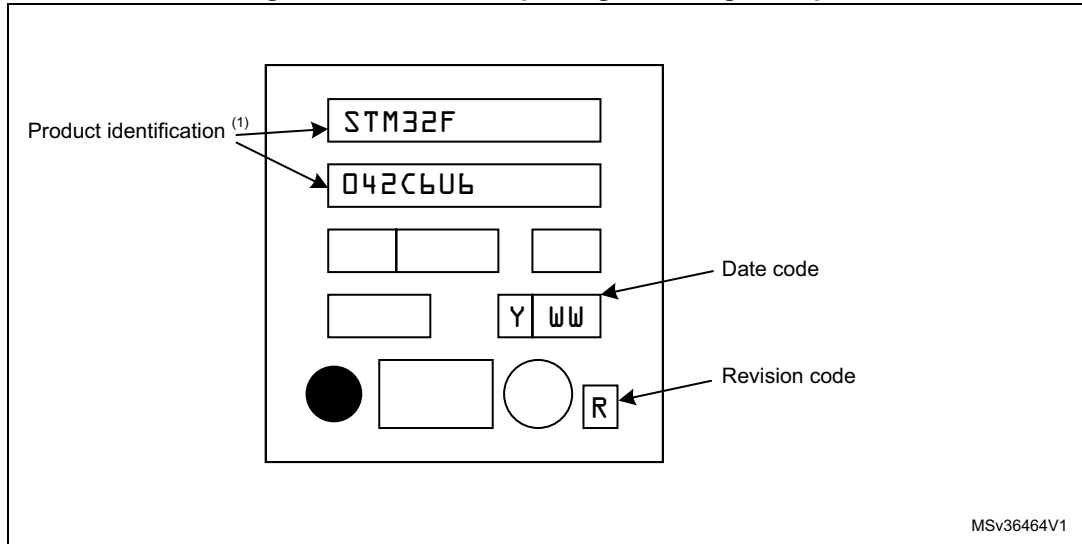 STM32F
Product identification (1)
042C6U6
Date code
Y WW
Revision code
R
MSv36464V1